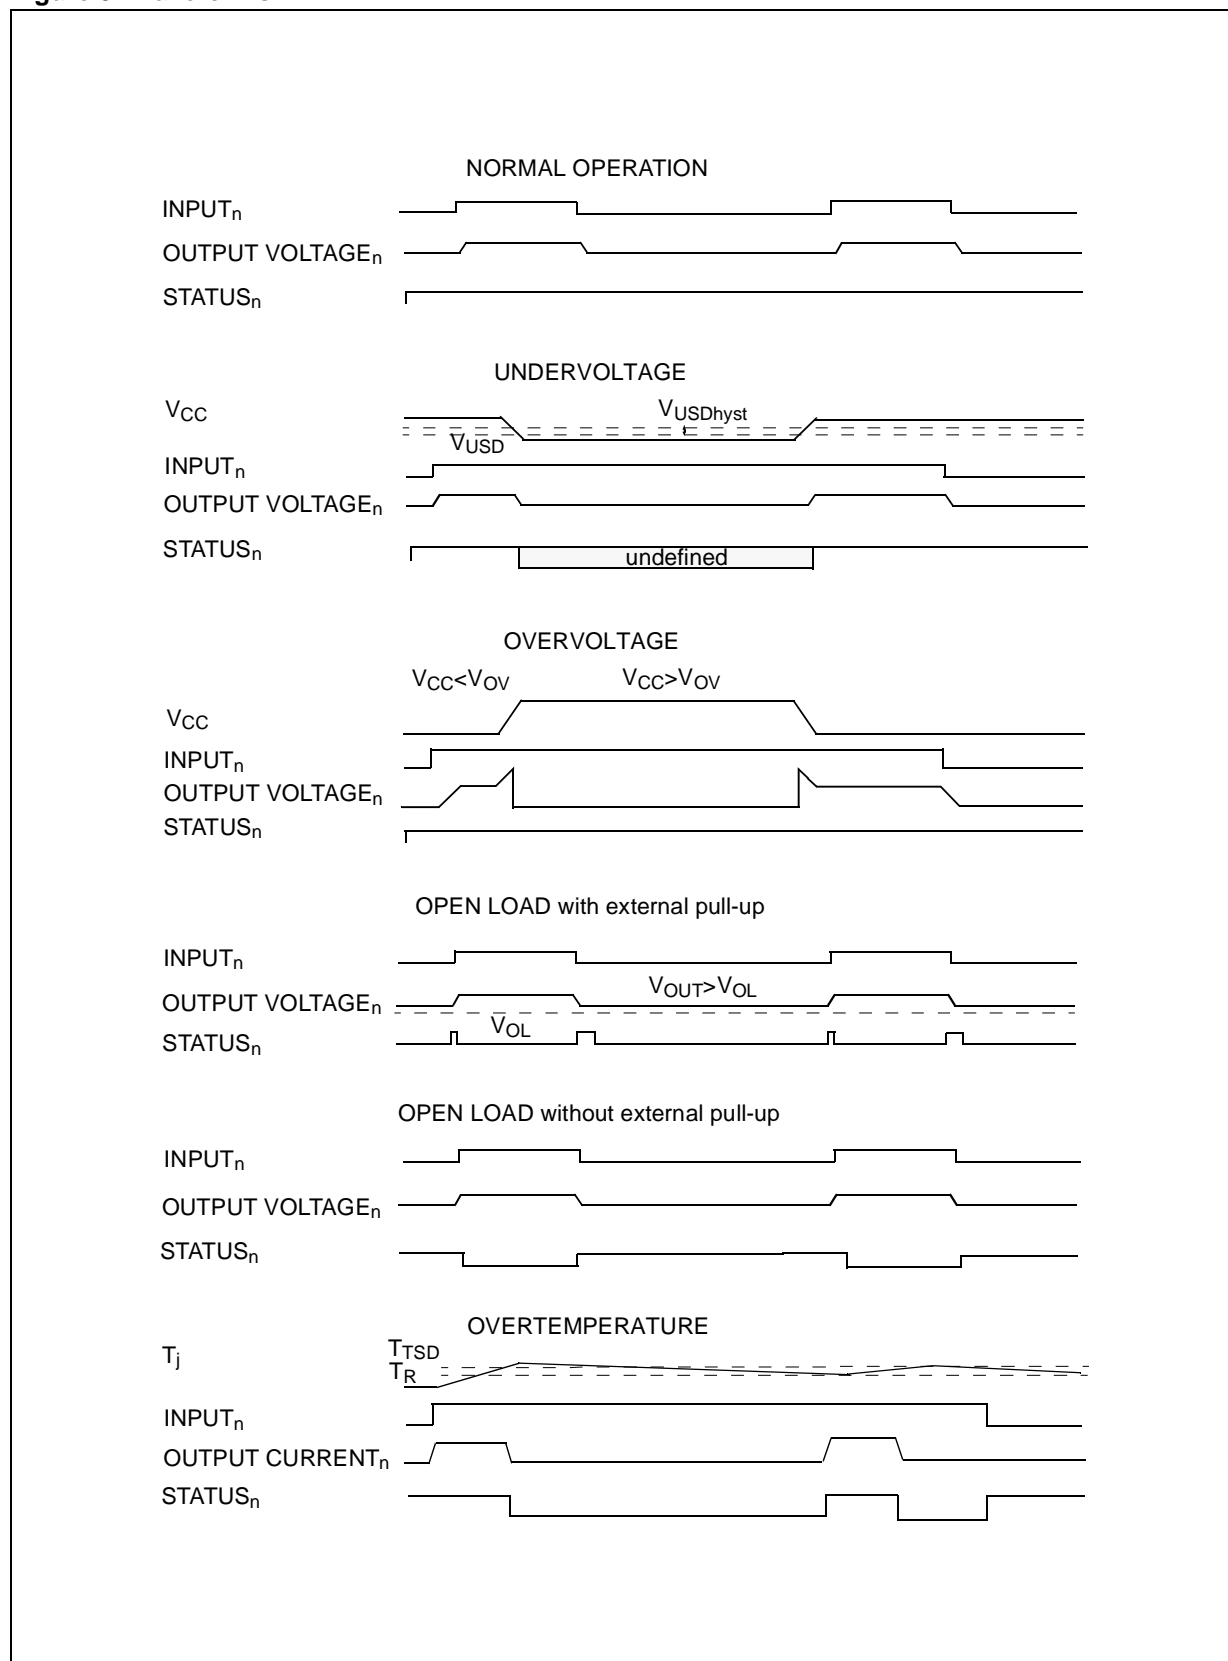 NORMAL OPERATION
INPUTn
OUTPUT VOLTAGEn
STATUSn
UNDERVOLTAGE
VCC
VUSDhyst
VUSD
INPUTn
OUTPUT VOLTAGEn
STATUSn
undefined
OVERVOLTAGE
VCC<VOV
VCC>VOV
VCC
INPUTn
OUTPUT VOLTAGEn
STATUSn
OPEN LOAD with external pull-up
INPUTn
OUTPUT VOLTAGEn
VOUT>VOL
VOL
STATUSn
OPEN LOAD without external pull-up
INPUTn
OUTPUT VOLTAGEn
STATUSn
OVERTEMPERATURE
Tj
TTSD
TR
INPUTn
OUTPUT CURRENTn
STATUSn